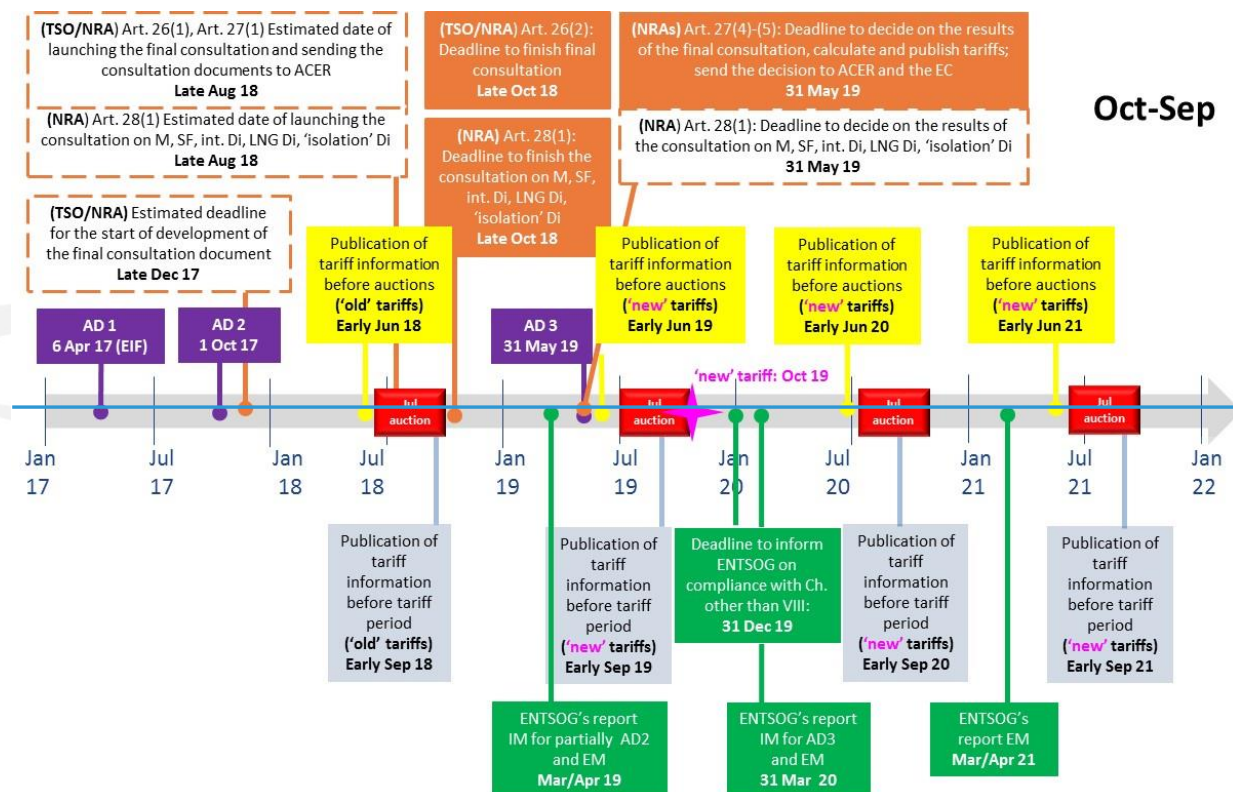 (TSO/NRA) Art. 26(1), Art. 27(1) Estimated date of
launching the final consultation and sending the
consultation documents to ACER
Late Aug 18
(NRA) Art. 28(1) Estimated date of launching the
consultation on M, SF, int. Di, LNG Di, ‘isolation’ Di
Late Aug 18
(TSO/NRA) Estimated deadline
for the start of development of
the final consultation document
Late Dec 17
(TSO/NRA) Art. 26(2):
Deadline to finish final
consultation
Late Oct 18
(NRA) Art. 28(1):
Deadline to finish the
consultation on M, SF,
int. Di, LNG Di,
‘isolation’ Di
Late Oct 18
(NRAs) Art. 27(4)-(5): Deadline to decide on the results
of the final consultation, calculate and publish tariffs;
send the decision to ACER and the EC
31 May 19
(NRA) Art. 28(1): Deadline to decide on the results of
the consultation on M, SF, int. Di, LNG Di, ‘isolation’ Di
31 May 19
Oct-Sep
AD 1
6 Apr 17 (EIF)
AD 2
1 Oct 17
Publication of
tariff information
before auctions
(‘old’ tariffs)
Early Jun 18
AD 3
31 May 19
Publication of
tariff information
before auctions
(‘new’ tariffs)
Early Jun 19
Publication of
tariff information
before auctions
(‘new’ tariffs)
Early Jun 20
Publication of
tariff information
before auctions
(‘new’ tariffs)
Early Jun 21
‘new’ tariff: Oct 19
Jul
auction
Jul
auction
Jul
auction
Jul
auction
Jan
17
Jul
17
Jan
18
Jul
18
Jan
19
Jul
19
Jan
20
Jul
20
Jan
21
Jul
21
Jan
22
Publication of
tariff
information
before tariff
period
(‘old’ tariffs)
Early Sep 18
Publication of
tariff
information
before tariff
period
(‘new’ tariffs)
Early Sep 19
Deadline to inform
ENTSOG on
compliance with Ch.
other than VIII:
31 Dec 19
Publication of
tariff
information
before tariff
period
(‘new’ tariffs)
Early Sep 20
Publication of
tariff
information
before tariff
period
(‘new’ tariffs)
Early Sep 21
ENTSOG’s report
IM for partially AD2
and EM
Mar/Apr 19
ENTSOG’s report
IM for AD3
and EM
31 Mar 20
ENTSOG’s
report EM
Mar/Apr 21